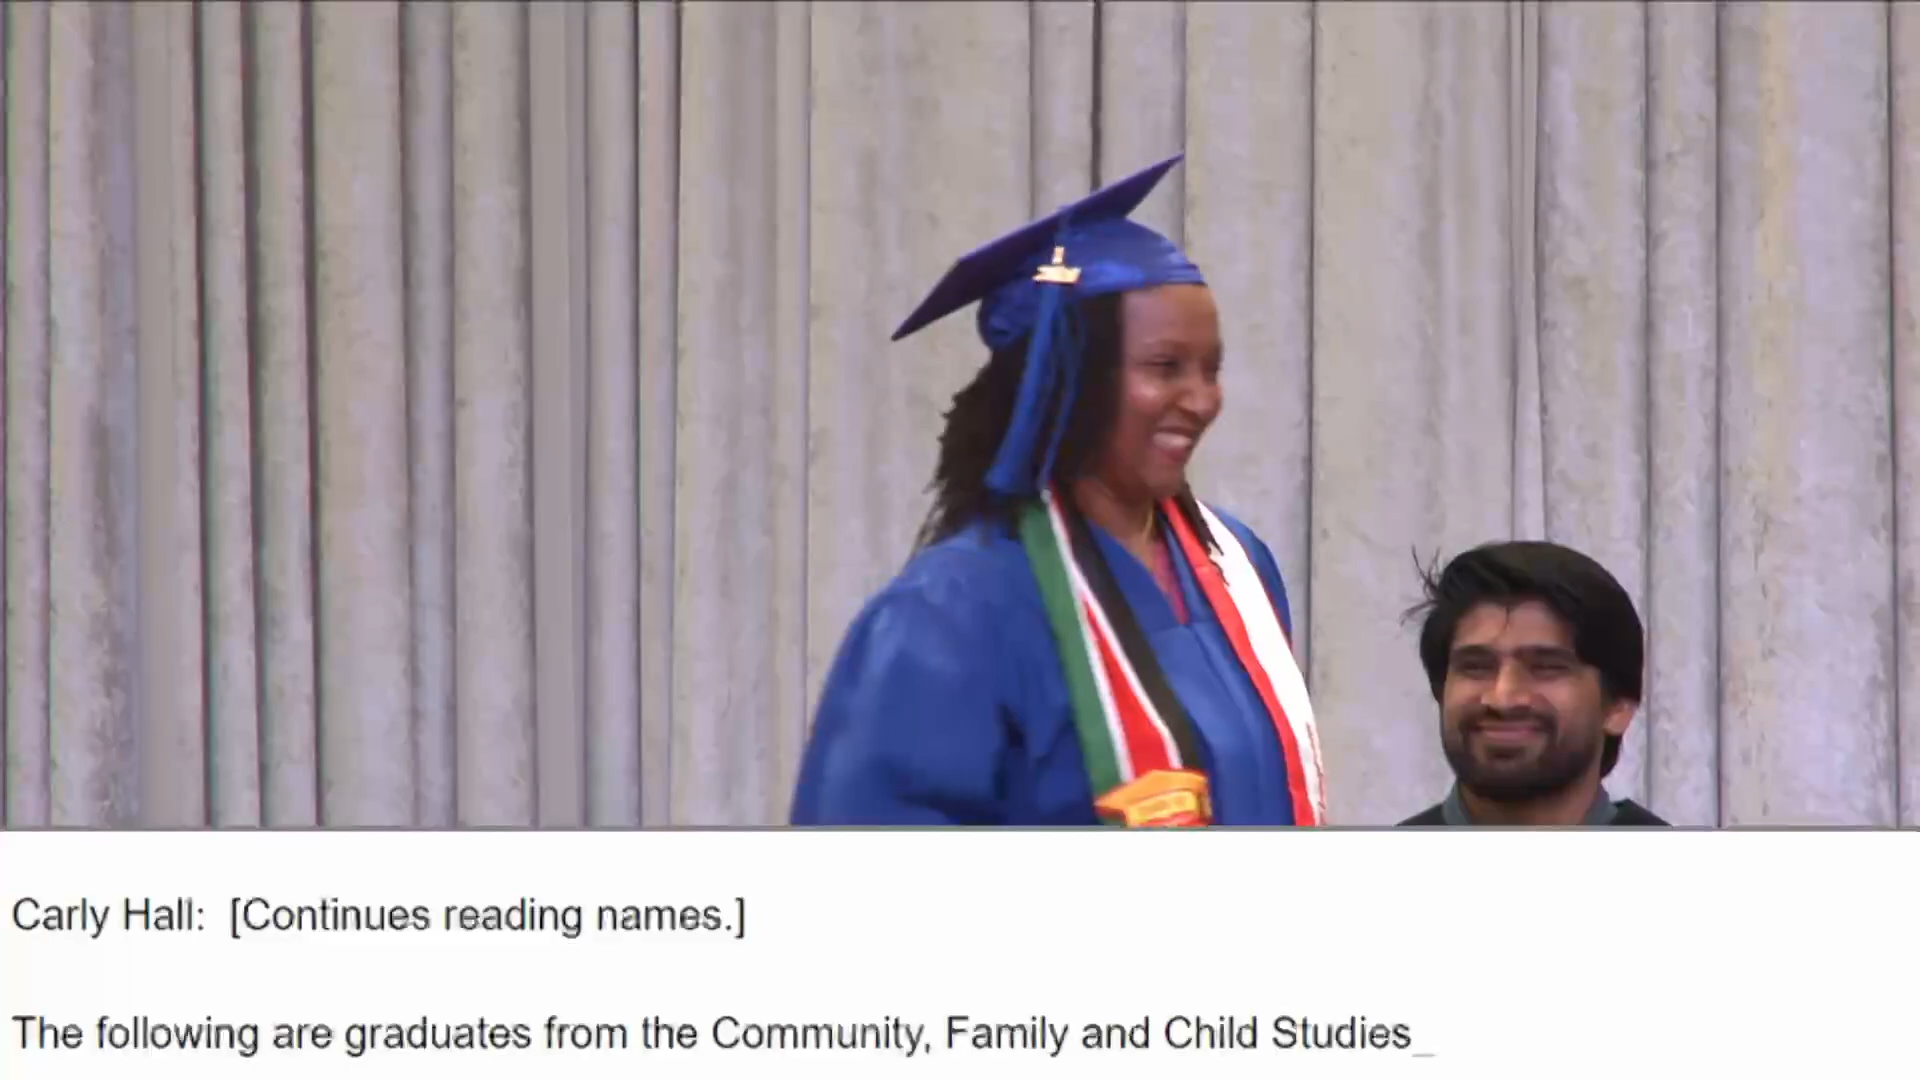 Carly Hall:  [Continues reading names.]
The following are graduates from the Community, Family and Child Studies_